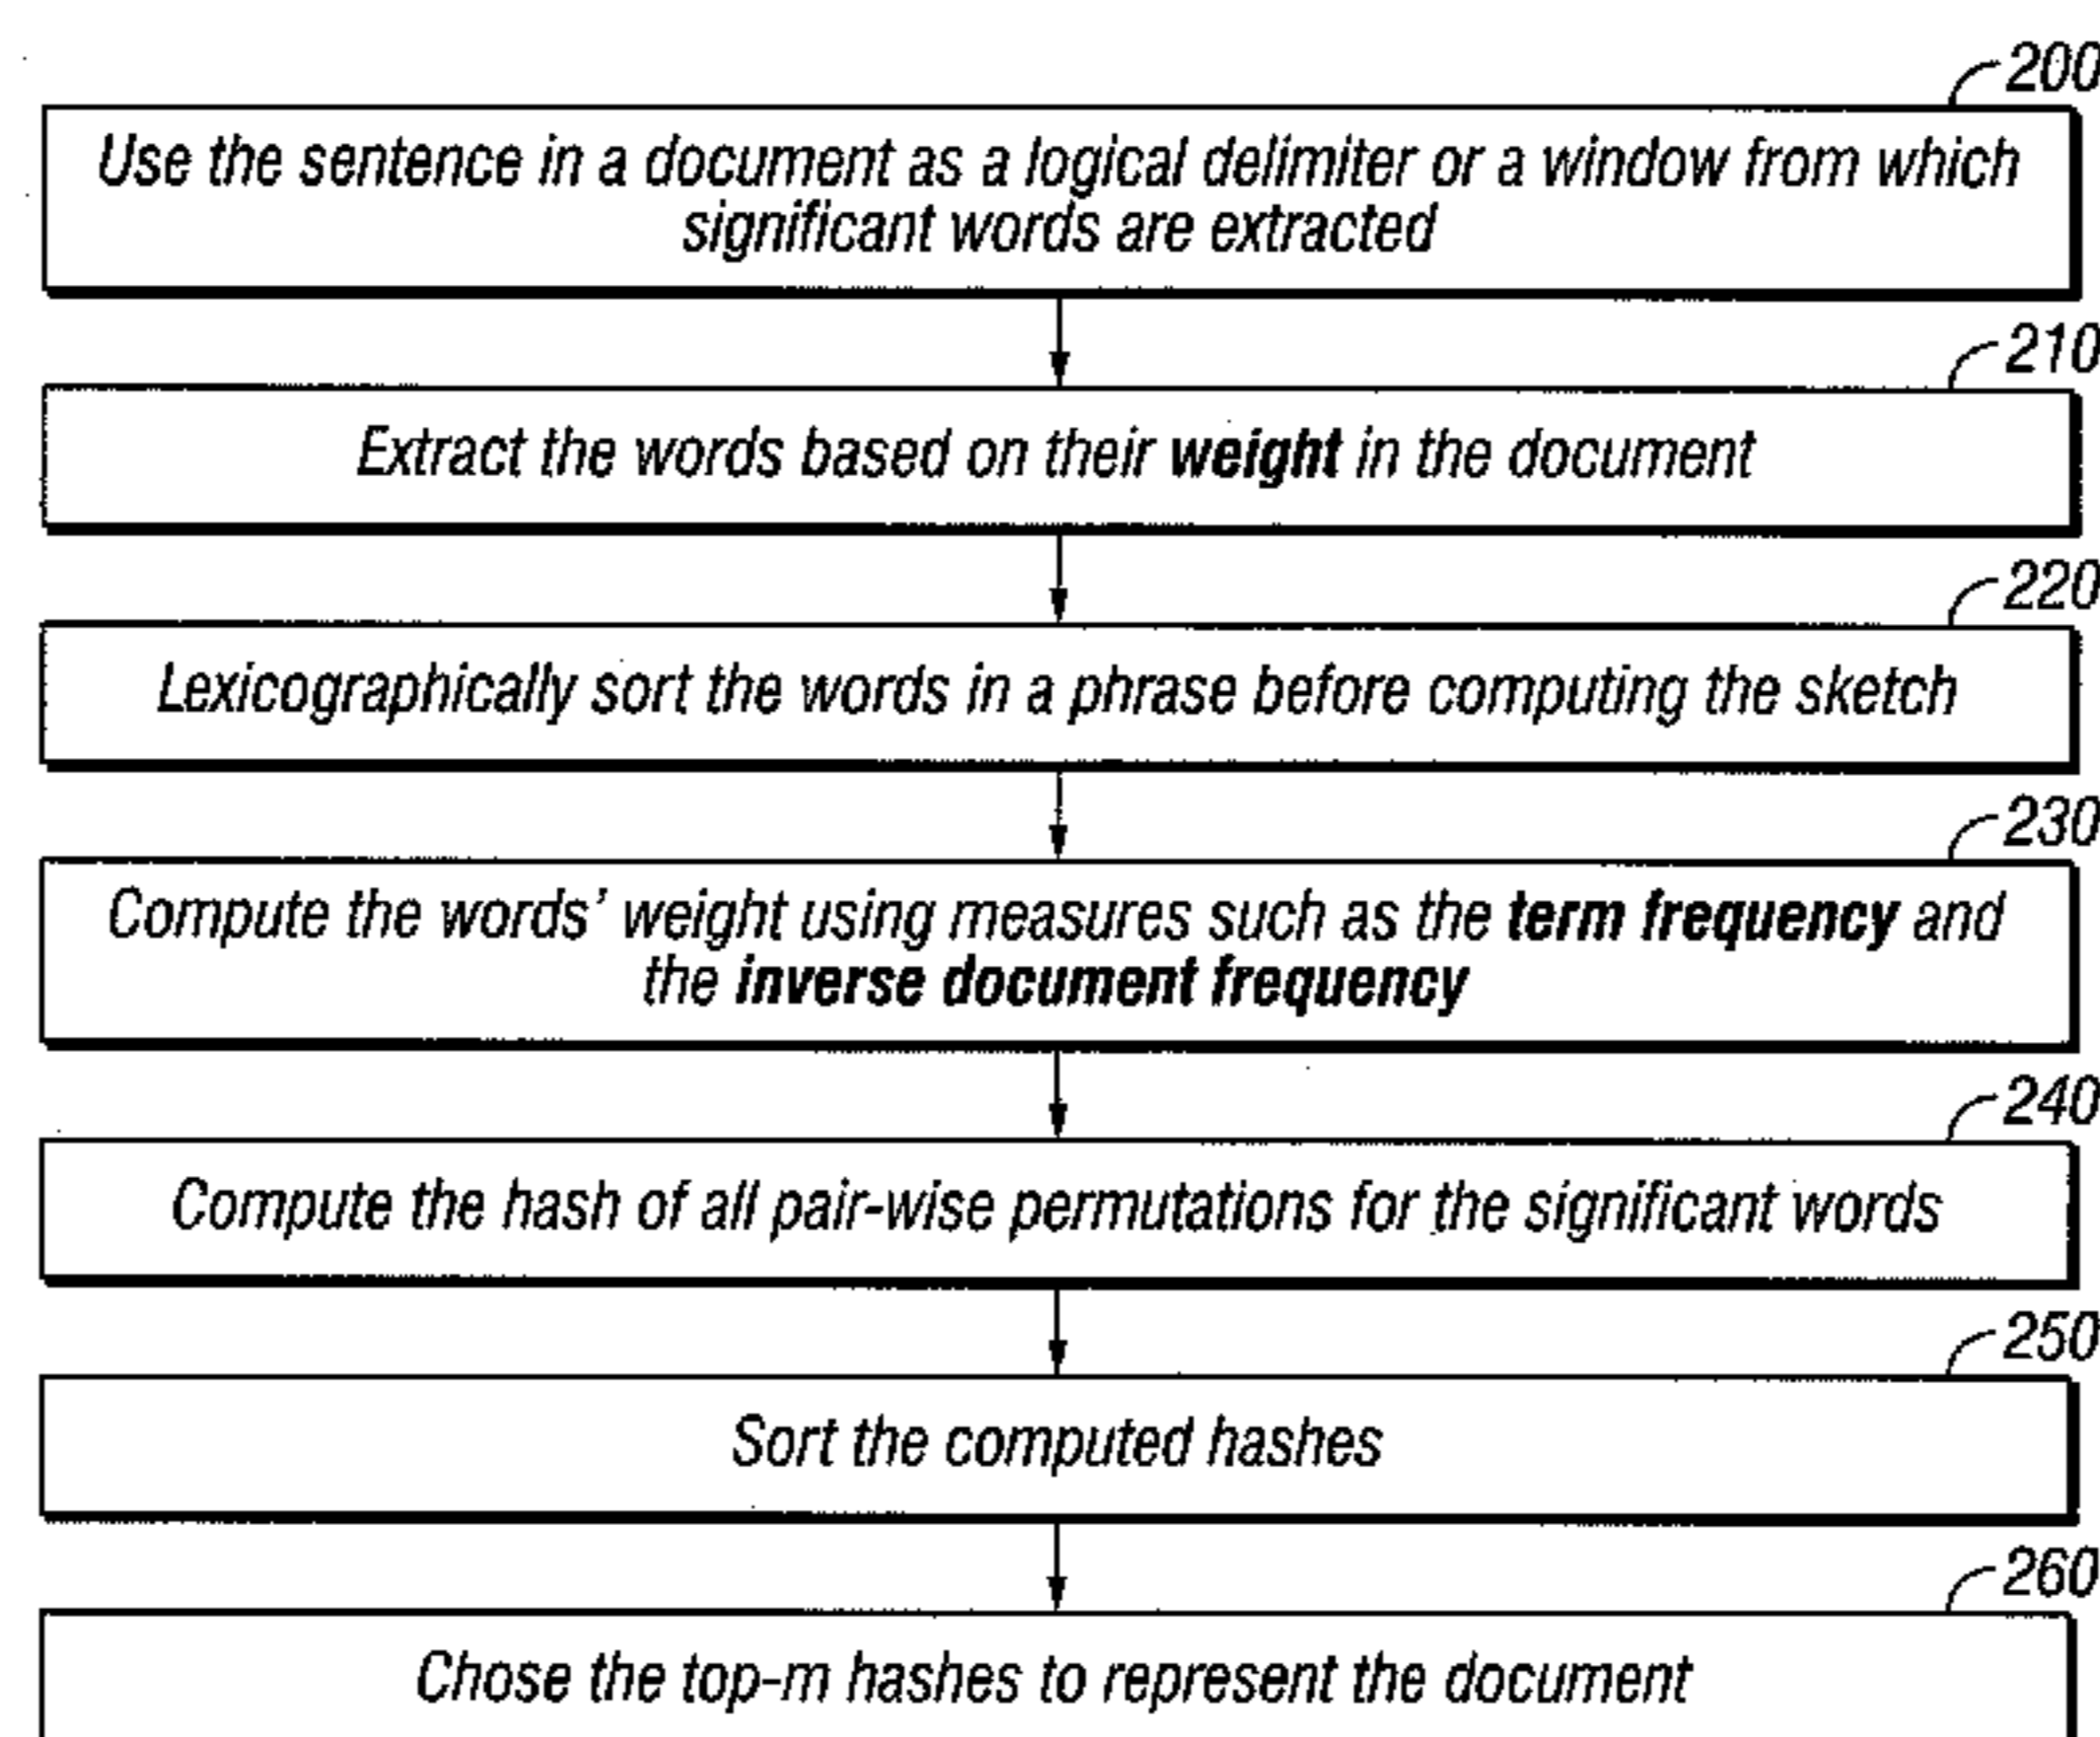 200
Use the sentence in a document as a logical delimiter or a window from which
significant words are extracted
210
Extract the words based on their weight in the document
220
Lexicographically sort the words in a phrase before computing the sketch
230
Compute the words' weight using measures such as the term frequency and
the inverse document frequency
240
Compute the hash of all pair-wise permutations for the significant words
250
Sort the computed hashes
260
Chose the top-m hashes to represent the document